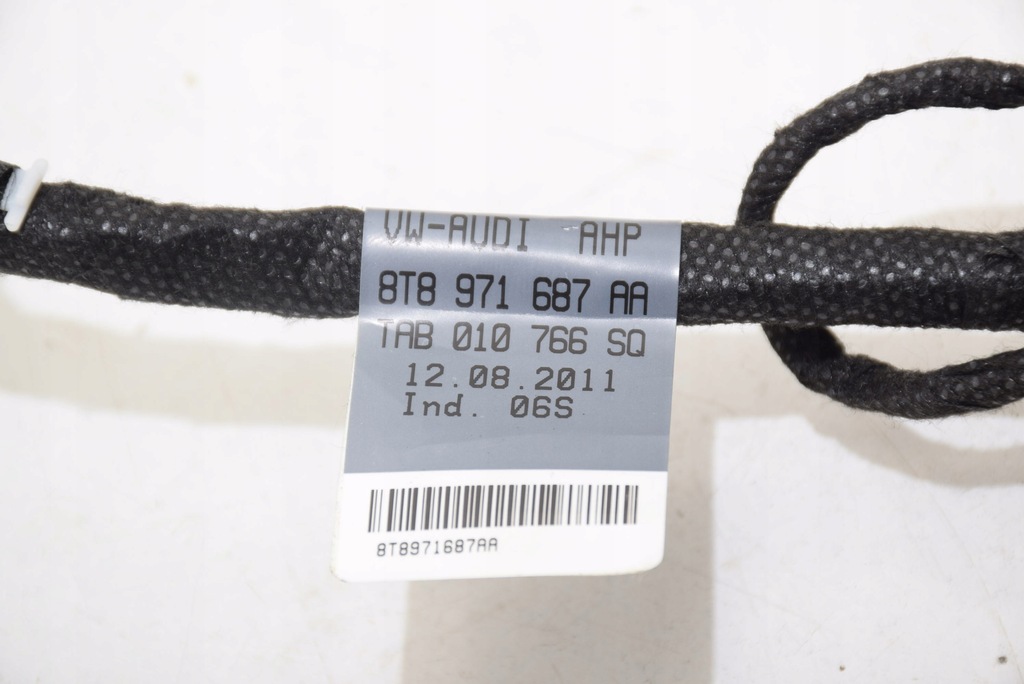 VW-AUDI AHP
8T8 971 687 AA
TAB 010 766 SQ
12.08.2011
Ind. 06S
8T8971687AA